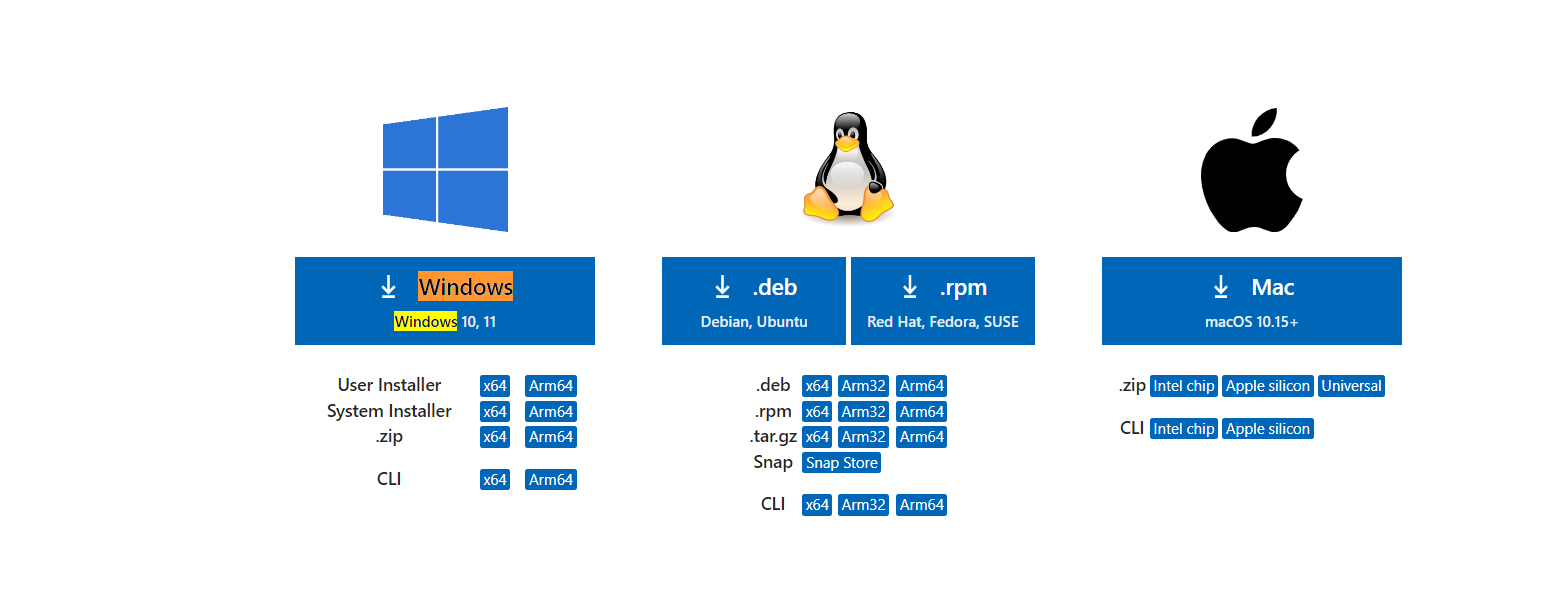 Windows
Windows 10, 11
User Installer x64 Arm64
System Installer x64 Arm64
.zip x64 Arm64
CLI x64 Arm64
.deb
Debian, Ubuntu
.rpm
Red Hat, Fedora, SUSE
.deb x64 Arm32 Arm64
.rpm x64 Arm32 Arm64
.tar.gz x64 Arm32 Arm64
Snap Snap Store
CLI x64 Arm32 Arm64
Mac
macOS 10.15+
.zip Intel chip Apple silicon Universal
CLI Intel chip Apple silicon